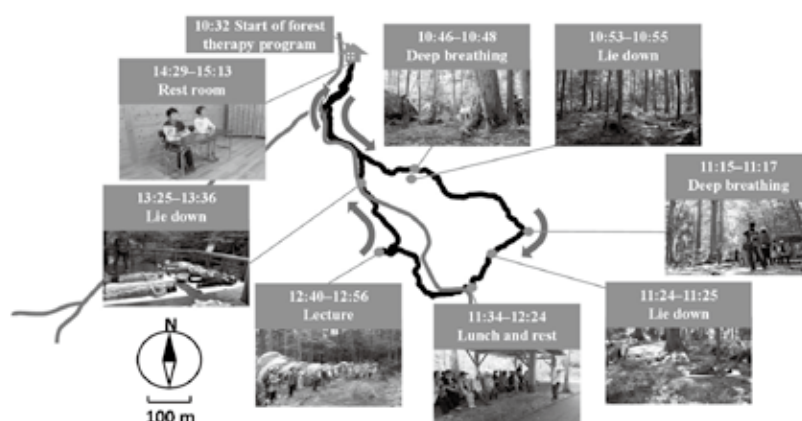 10:32 Start of forest
therapy program
10:46–10:48
Deep breathing
10:53–10:55
Lie down
14:29–15:13
Rest room
11:15–11:17
Deep breathing
13:25–13:36
Lie down
12:40–12:56
Lecture
11:34–12:24
Lunch and rest
11:24–11:25
Lie down
N
100 m